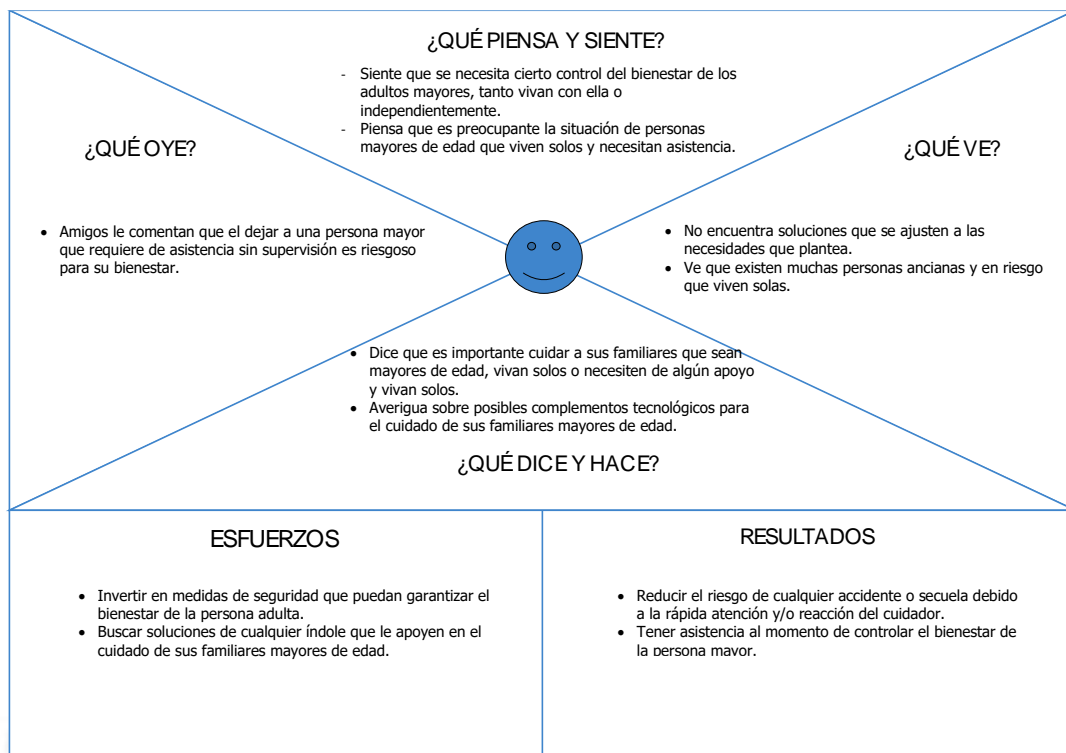 ¿QUÉ PIENSA Y SIENTE?
- Siente que se necesita cierto control del bienestar de los
adultos mayores, tanto vivan con ella o
independientemente.
- Piensa que es preocupante la situación de personas
mayores de edad que viven solos y necesitan asistencia.
¿QUÉ OYE?
• Amigos le comentan que el dejar a una persona mayor
que requiere de asistencia sin supervisión es riesgoso
para su bienestar.
¿QUÉ VE?
• No encuentra soluciones que se ajusten a las
necesidades que plantea.
• Ve que existen muchas personas ancianas y en riesgo
que viven solas.
• Dice que es importante cuidar a sus familiares que sean
mayores de edad, vivan solos o necesiten de algún apoyo
y vivan solos.
• Averigua sobre posibles complementos tecnológicos para
el cuidado de sus familiares mayores de edad.
¿QUÉ DICE Y HACE?
ESFUERZOS
• Invertir en medidas de seguridad que puedan garantizar el
bienestar de la persona adulta.
• Buscar soluciones de cualquier índole que le apoyen en el
cuidado de sus familiares mayores de edad.
RESULTADOS
• Reducir el riesgo de cualquier accidente o secuela debido
a la rápida atención y/o reacción del cuidador.
• Tener asistencia al momento de controlar el bienestar de
la persona mayor.